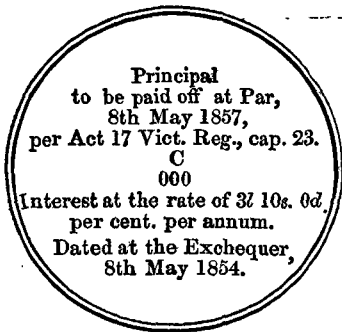 Principal
to be paid off at Par,
8th May 1857,
per Act 17 Vict. Reg., cap. 23.
C
000
Interest at the rate of 3l 10s. 0d.
per cent. per annum.
Dated at the Exchequer,
8th May 1854.